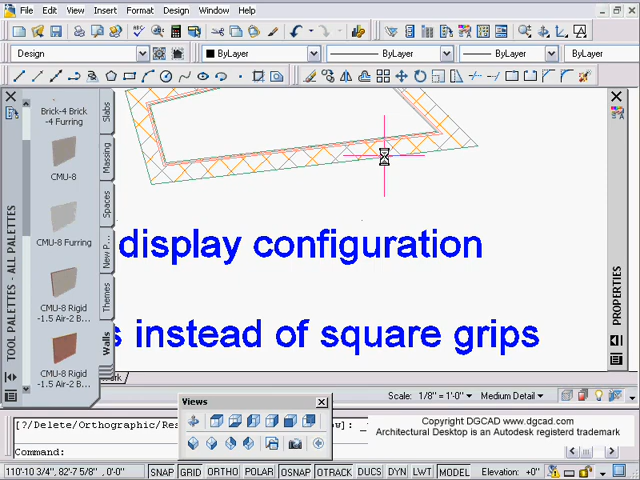 File Edit View Insert Format Design Window Help
Design ByLayer ByLayer ByLayer ByLayer
Brick-4 Brick
-4 Furring
CMU-8
CMU-8 Furring
CMU-8 Rigid
-1.5 Air-2 B...
CMU-8 Rigid
-1.5 Air-2 B...
Slabs
Massing
Spaces
New P...
Themes
Walls
TOOL PALETTES - ALL PALETTES
display configuration
s instead of square grips
PROPERTIES
Scale: 1/8" = 1'-0" Medium Detail
Views
[?/Delete/Orthographic/Res
Command:
Copyright DGCAD www.dgcad.com
Architectural Desktop is an Autodesk registerd trademark
110'-10 3/4", 82'-7 5/8" , 0'-0" SNAP GRID ORTHO POLAR OSNAP OTRACK DUCS DYN LWT MODEL Elevation: +0"